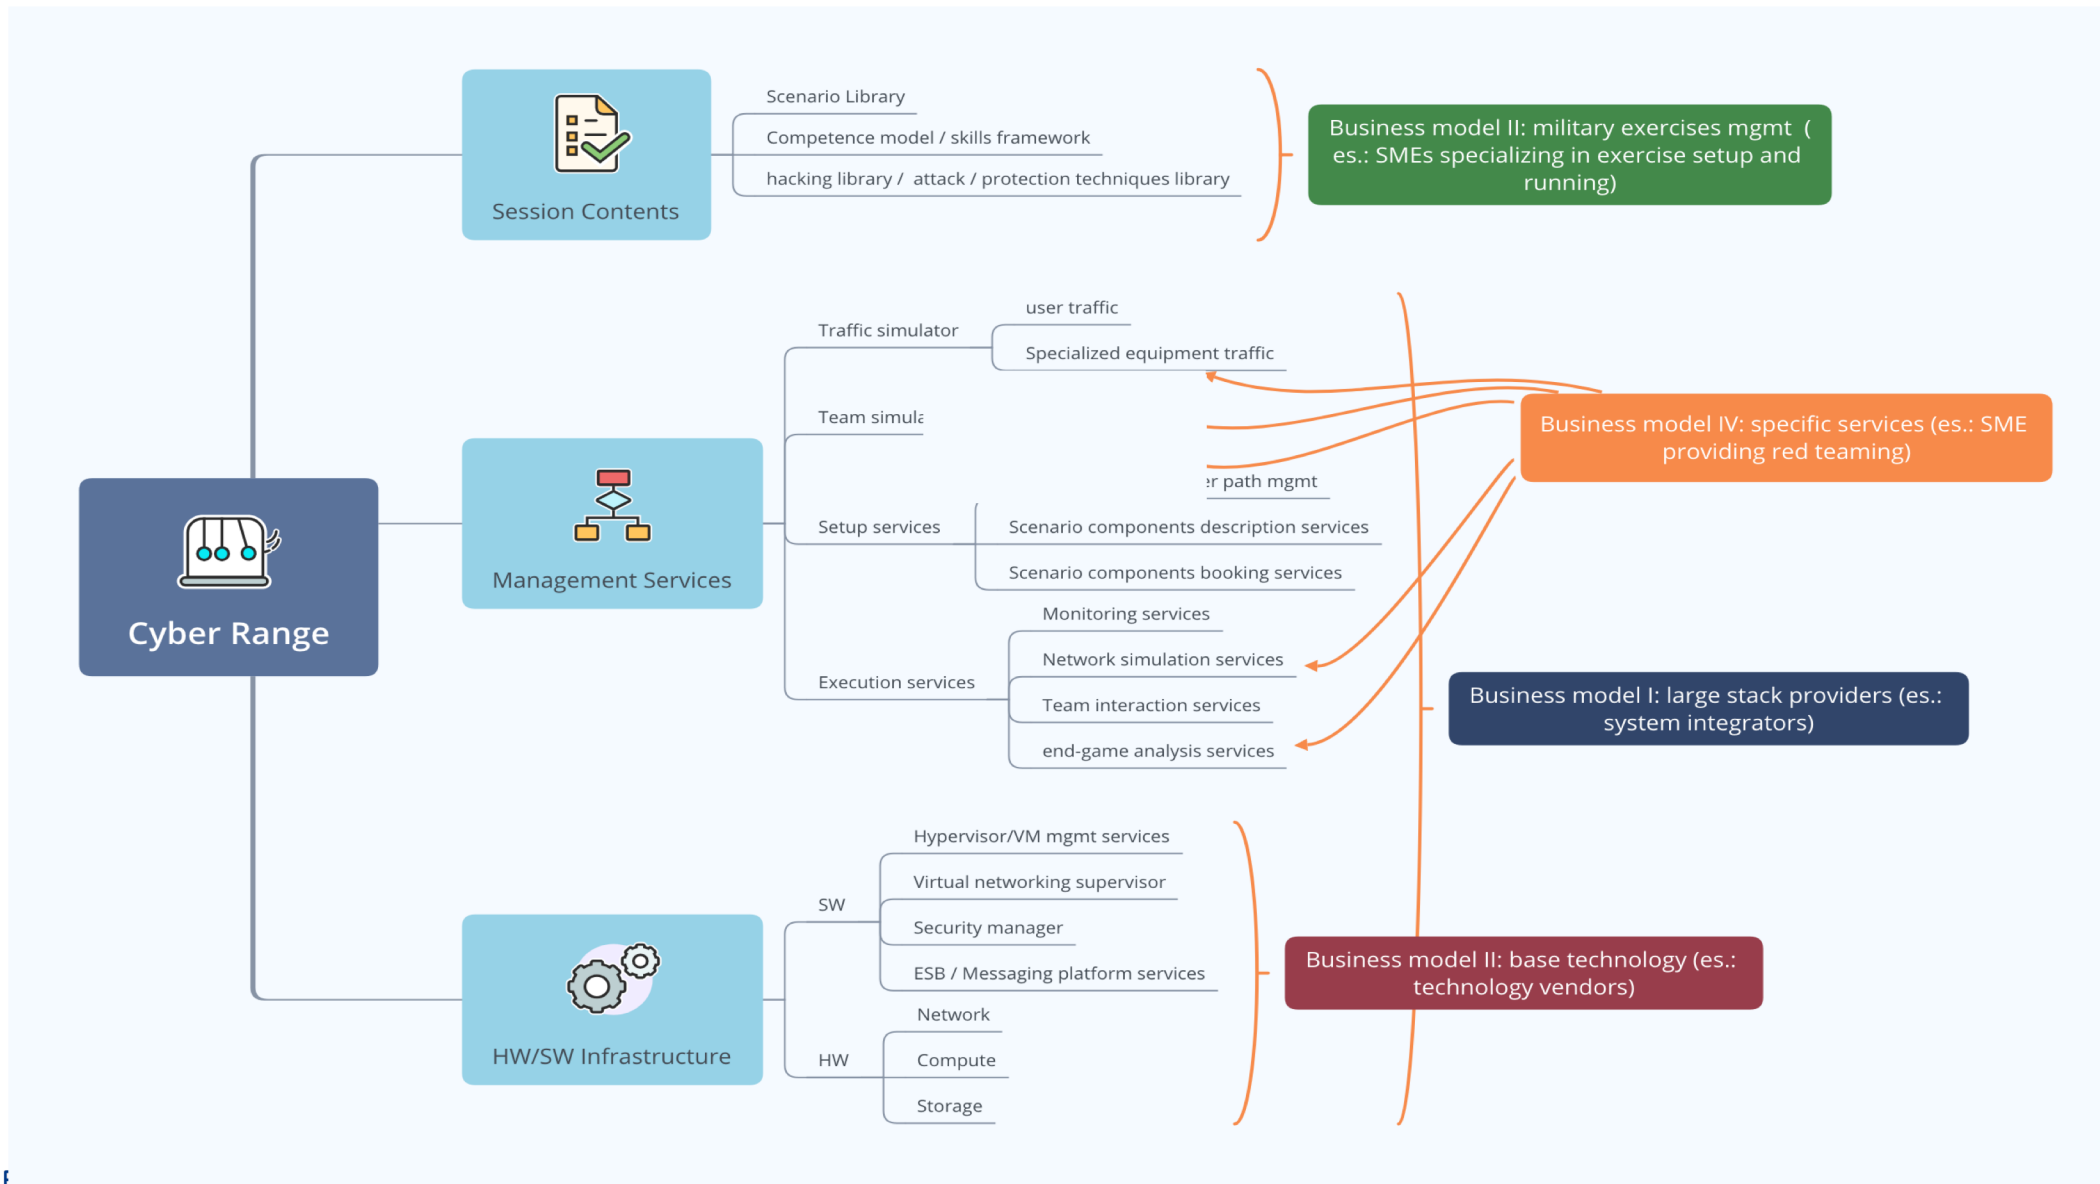 Scenario Library
Competence model / skills framework
hacking library / attack / protection techniques library
Session Contents
Business model II: military exercises mgmt (
es.: SMEs specializing in exercise setup and
running)
user traffic
Traffic simulator
Specialized equipment traffic
Team
Business model IV: specific services (es.: SME
providing red teaming)
path mgmt
Setup services
Scenario components description services
Scenario components booking services
Management Services
Cyber Range
Monitoring services
Network simulation services
Execution services
Team interaction services
end-game analysis services
Business model I: large stack providers (es.:
system integrators)
Hypervisor/VM mgmt services
Virtual networking supervisor
SW
Security manager
ESB / Messaging platform services
Business model II: base technology (es.:
technology vendors)
HW/SW Infrastructure
Network
HW
Compute
Storage